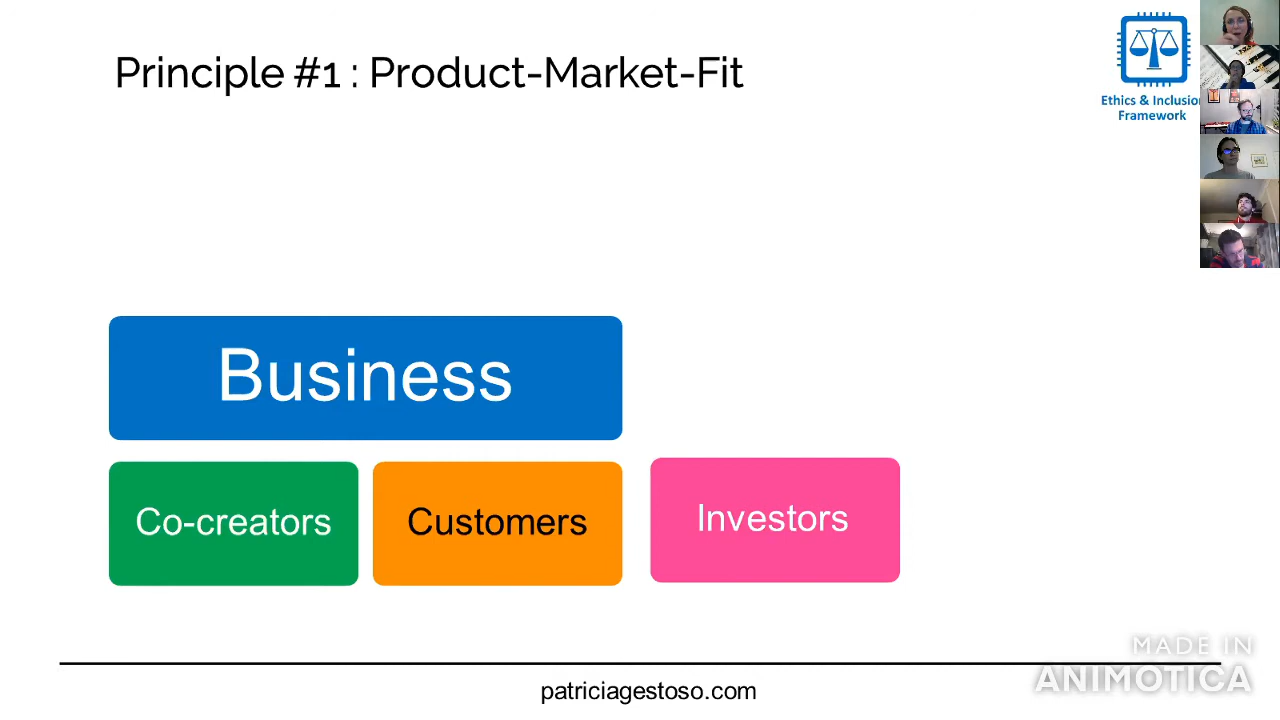 Principle #1 : Product-Market-Fit
Ethics & Inclusion
Framework
Business
Co-creators
Customers
Investors
patriciagestoso.com
MADE IN
ANIMOTICA